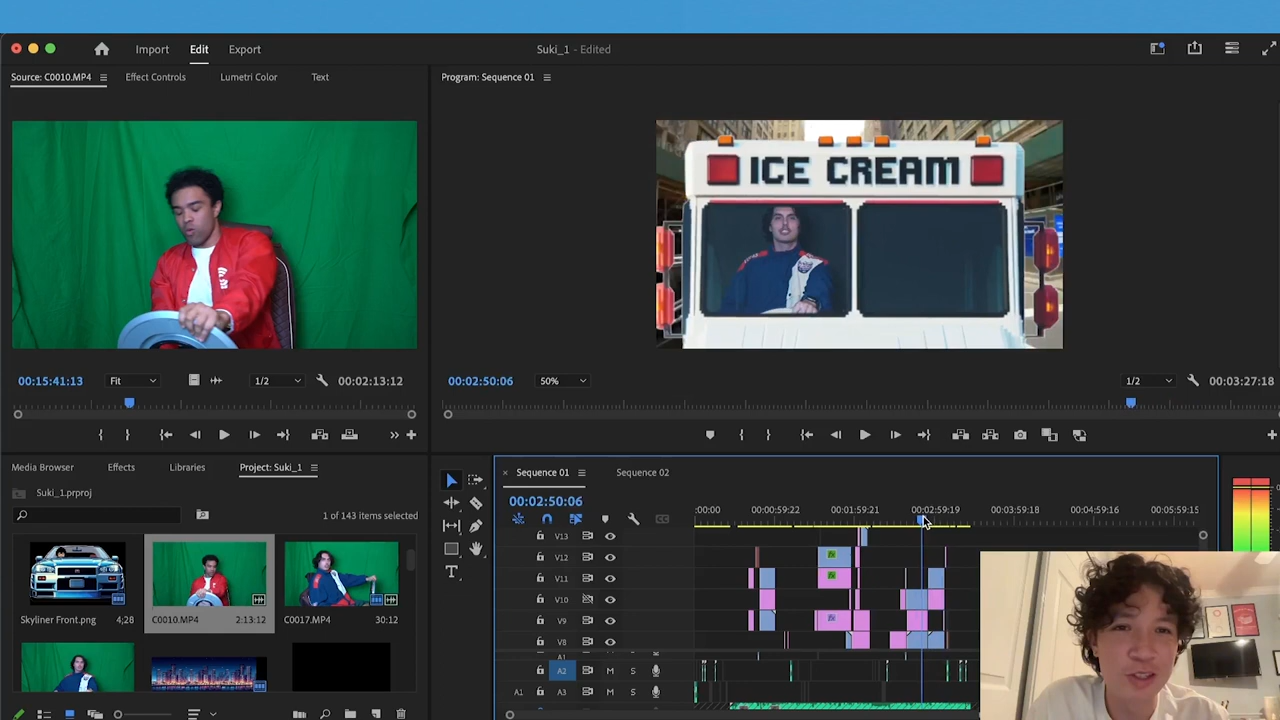 Import Edit Export Suki_1 - Edited
Source: C0010.MP4 Effect Controls Lumetri Color Text
Program: Sequence 01
ICE CREAM
00:15:41:13 Fit 1/2 00:02:13:12
00:02:50:06 50% 1/2 00:03:27:18
Media Browser Effects Libraries Project: Suki_1
Suki_1.prproj
1 of 143 items selected
Skyliner Front.png 4;28 C0010.MP4 2:13:12 C0017.MP4 30:12
× Sequence 01 Sequence 02
00:02:50:06
:00:00 00:00:59:22 00:01:59:21 00:02:59:19 00:03:59:18 00:04:59:16 00:05:59:15
V13
V12
V11
V10
V9
V8
A1
A2 M S
A1 A3 M S